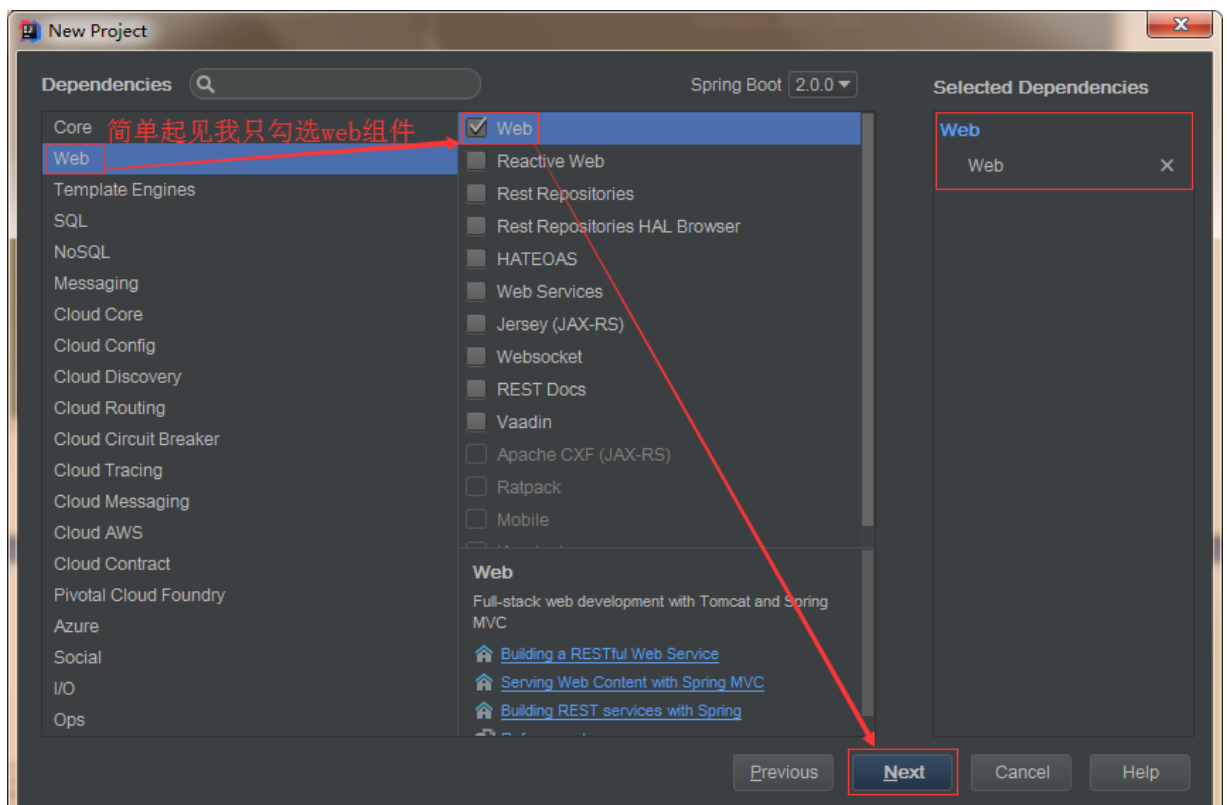 New Project
Dependencies
Spring Boot 2.0.0
Selected Dependencies
Core
简单起见我只勾选web组件
Web
Template Engines
SQL
NoSQL
Messaging
Cloud Core
Cloud Config
Cloud Discovery
Cloud Routing
Cloud Circuit Breaker
Cloud Tracing
Cloud Messaging
Cloud AWS
Cloud Contract
Pivotal Cloud Foundry
Azure
Social
I/O
Ops
Web
Reactive Web
Rest Repositories
Rest Repositories HAL Browser
HATEOAS
Web Services
Jersey (JAX-RS)
Websocket
REST Docs
Vaadin
Apache CXF (JAX-RS)
Ratpack
Mobile
Web
Full-stack web development with Tomcat and Spring
MVC
Building a RESTful Web Service
Serving Web Content with Spring MVC
Building REST services with Spring
Web
Web
Previous
Next
Cancel
Help